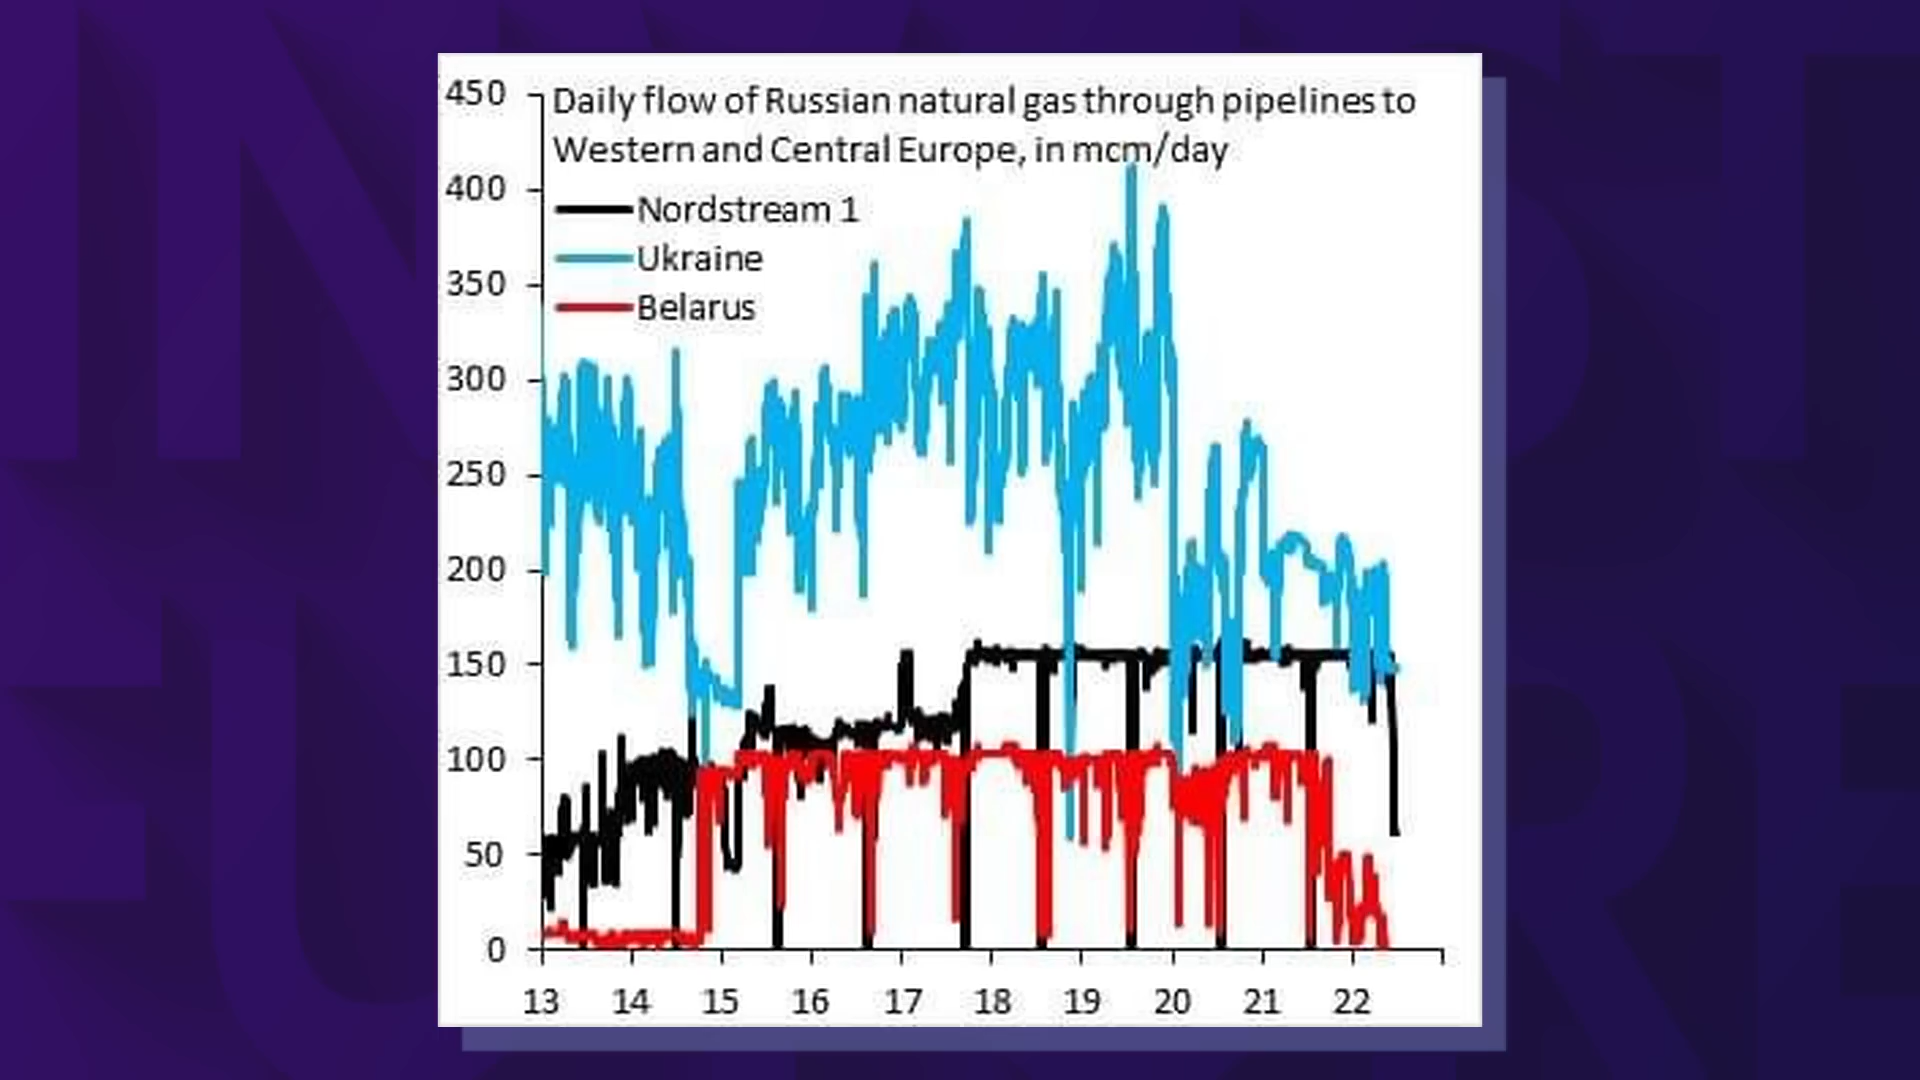 Daily flow of Russian natural gas through pipelines to
Western and Central Europe, in mcm/day
Nordstream 1
Ukraine
Belarus
450
400
350
300
250
200
150
100
50
0
13 14 15 16 17 18 19 20 21 22